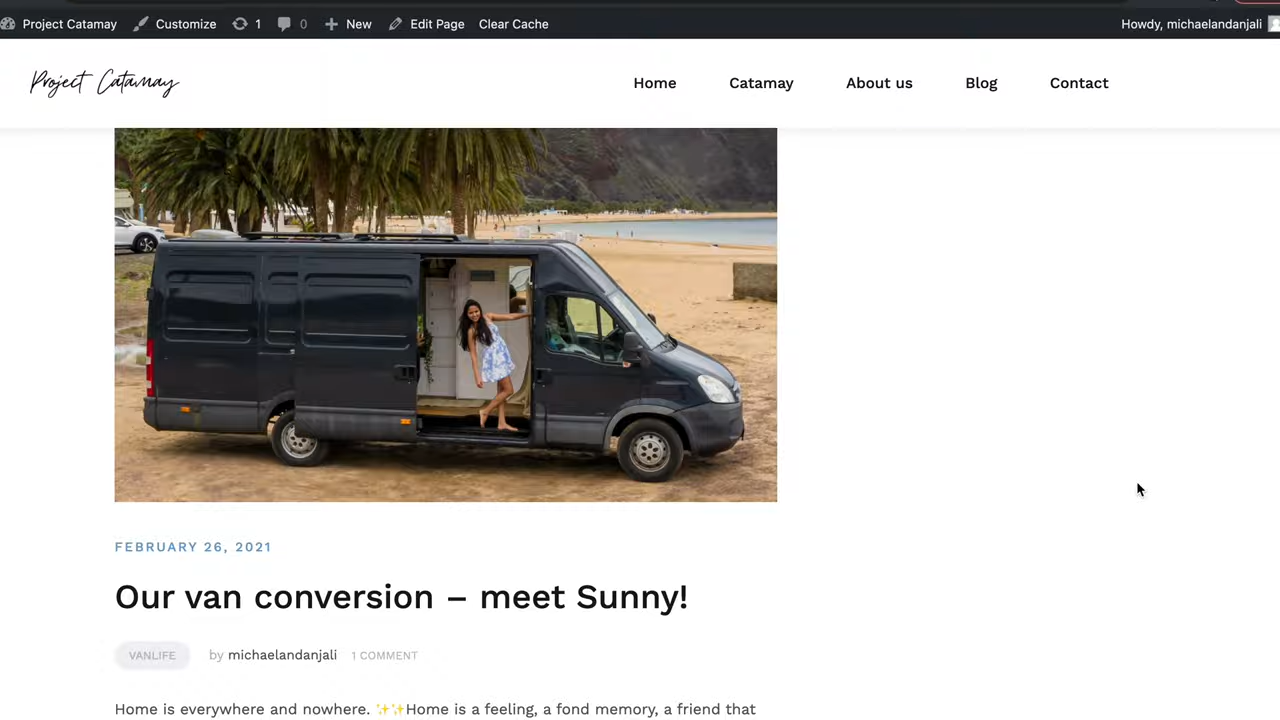 Project Catamay Customize 1 0 New Edit Page Clear Cache Howdy, michaelandanjali
Project Catamay Home Catamay About us Blog Contact
FEBRUARY 26, 2021
Our van conversion – meet Sunny!
VANLIFE by michaelandanjali 1 COMMENT
Home is everywhere and nowhere. ✨✨Home is a feeling, a fond memory, a friend that